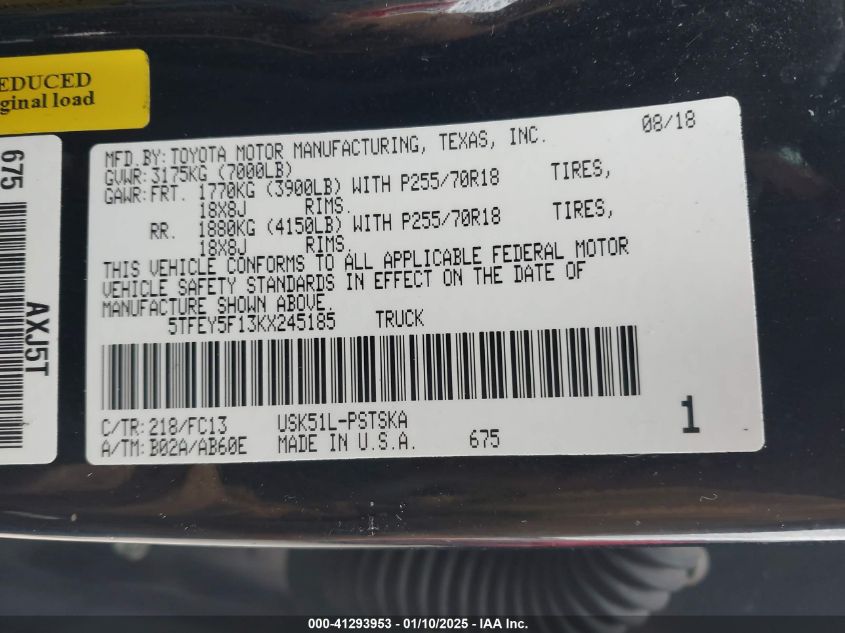 EDUCED
ginal load
675
AXJ5T
08/18
MFD.BY:TOYOTA MOTOR MANUFACTURING, TEXAS, INC.
GVWR:3175KG (7000LB)
GAWR:FRT. 1770KG (3900LB) WITH P255/70R18 TIRES,
18X8J RIMS.
RR. 1880KG (4150LB) WITH P255/70R18 TIRES,
18X8J RIMS.
THIS VEHICLE CONFORMS TO ALL APPLICABLE FEDERAL MOTOR
VEHICLE SAFETY STANDARDS IN EFFECT ON THE DATE OF
MANUFACTURE SHOWN ABOVE.
5TFEY5F13KX245185 TRUCK
C/TR:218/FC13 USK51L-PSTSKA
A/TM:B02A/AB60E MADE IN U.S.A. 675
1
000-41293953 - 01/10/2025 - IAA Inc.